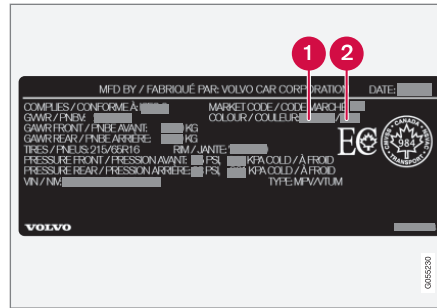 1 2
MFD BY / FABRIQUÉ PAR: VOLVO CAR CORPORATION DATE:
COMPLIES / CONFORME À: MARKET CODE / CODE MARCHÉ
GVWR / PNBV: COLOUR / COULEUR: /
GAWR FRONT / PNBE AVANT: KG
GAWR REAR / PNBE ARRIÈRE: KG
TIRES / PNEUS: 215/65R16 RIM / JANTE:
PRESSURE FRONT / PRESSION AVANT: PSI, KPA COLD / À FROID
PRESSURE REAR / PRESSION ARRIÈRE: PSI, KPA COLD / À FROID
VIN / NIV: TYPE: MPV/VTUM
EC
CANADA
984
TRANSPORT
VOLVO
G055230